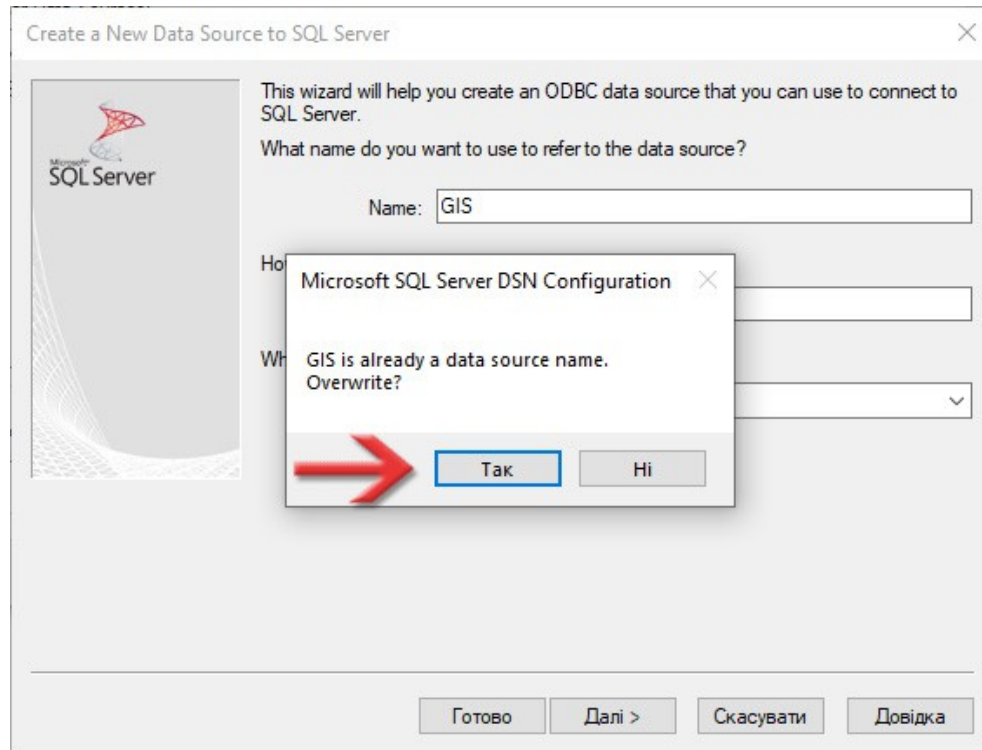 Create a New Data Source to SQL Server
This wizard will help you create an ODBC data source that you can use to connect to
SQL Server.
What name do you want to use to refer to the data source?
Microsoft
SQL Server
Name: GIS
Microsoft SQL Server DSN Configuration
GIS is already a data source name.
Overwrite?
Так
Ні
Готово
Далі >
Скасувати
Довідка